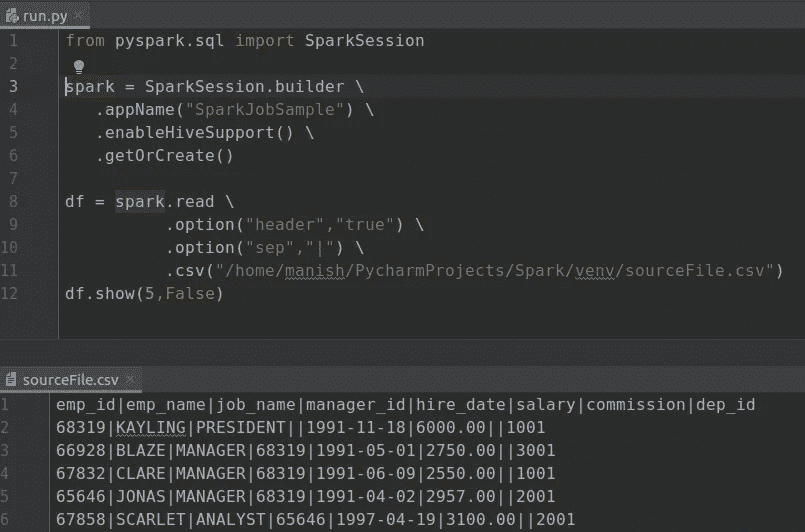 run.py
1 from pyspark.sql import SparkSession
2
3 spark = SparkSession.builder \
4 .appName("SparkJobSample") \
5 .enableHiveSupport() \
6 .getOrCreate()
7
8 df = spark.read \
9 .option("header","true") \
10 .option("sep","|") \
11 .csv("/home/manish/PycharmProjects/Spark/venv/sourceFile.csv")
12 df.show(5,False)
sourceFile.csv
1 emp_id|emp_name|job_name|manager_id|hire_date|salary|commission|dep_id
2 68319|KAYLING|PRESIDENT||1991-11-18|6000.00||1001
3 66928|BLAZE|MANAGER|68319|1991-05-01|2750.00||3001
4 67832|CLARE|MANAGER|68319|1991-06-09|2550.00||1001
5 65646|JONAS|MANAGER|68319|1991-04-02|2957.00||2001
6 67858|SCARLET|ANALYST|65646|1997-04-19|3100.00||2001